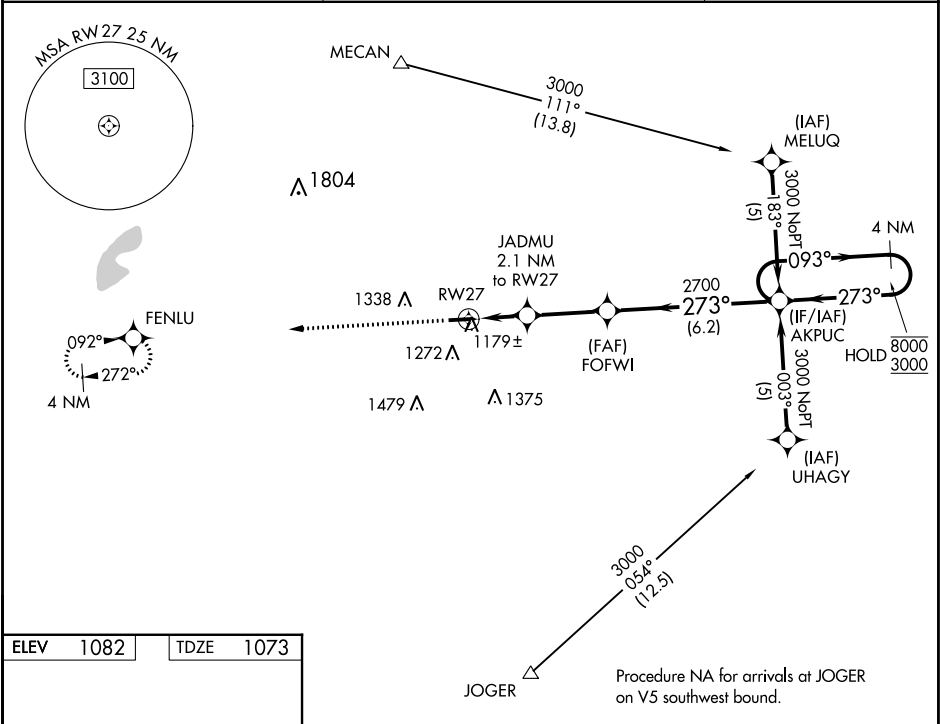 MSA RW27 25 NM
3100
MECAN
3000
111°
(13.8)
(IAF)
MELUQ
3000 NoPT
183°
(5)
1804
4 NM
093°
JADMU
2.1 NM
to RW27
2700
273°
(6.2)
273°
1338
RW27
(IF/IAF)
AKPUC
HOLD
8000
3000
FENLU
092°
272°
4 NM
1179±
1272
(FAF)
FOFWI
3000 NoPT
003°
(5)
1479
1375
(IAF)
UHAGY
3000
054°
(12.5)
ELEV 1082
TDZE 1073
JOGER
Procedure NA for arrivals at JOGER
on V5 southwest bound.